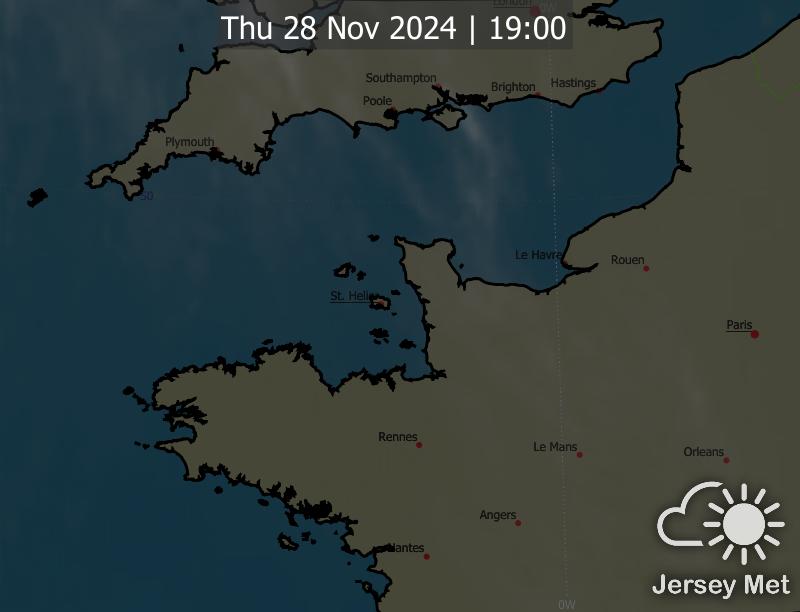 London
0W
Thu 28 Nov 2024 | 19:00
Southampton
Brighton
Hastings
Poole
Plymouth
50
Le Havre
Rouen
St. Helier
Paris
Rennes
Le Mans
Orleans
Angers
Nantes
Jersey Met
0W